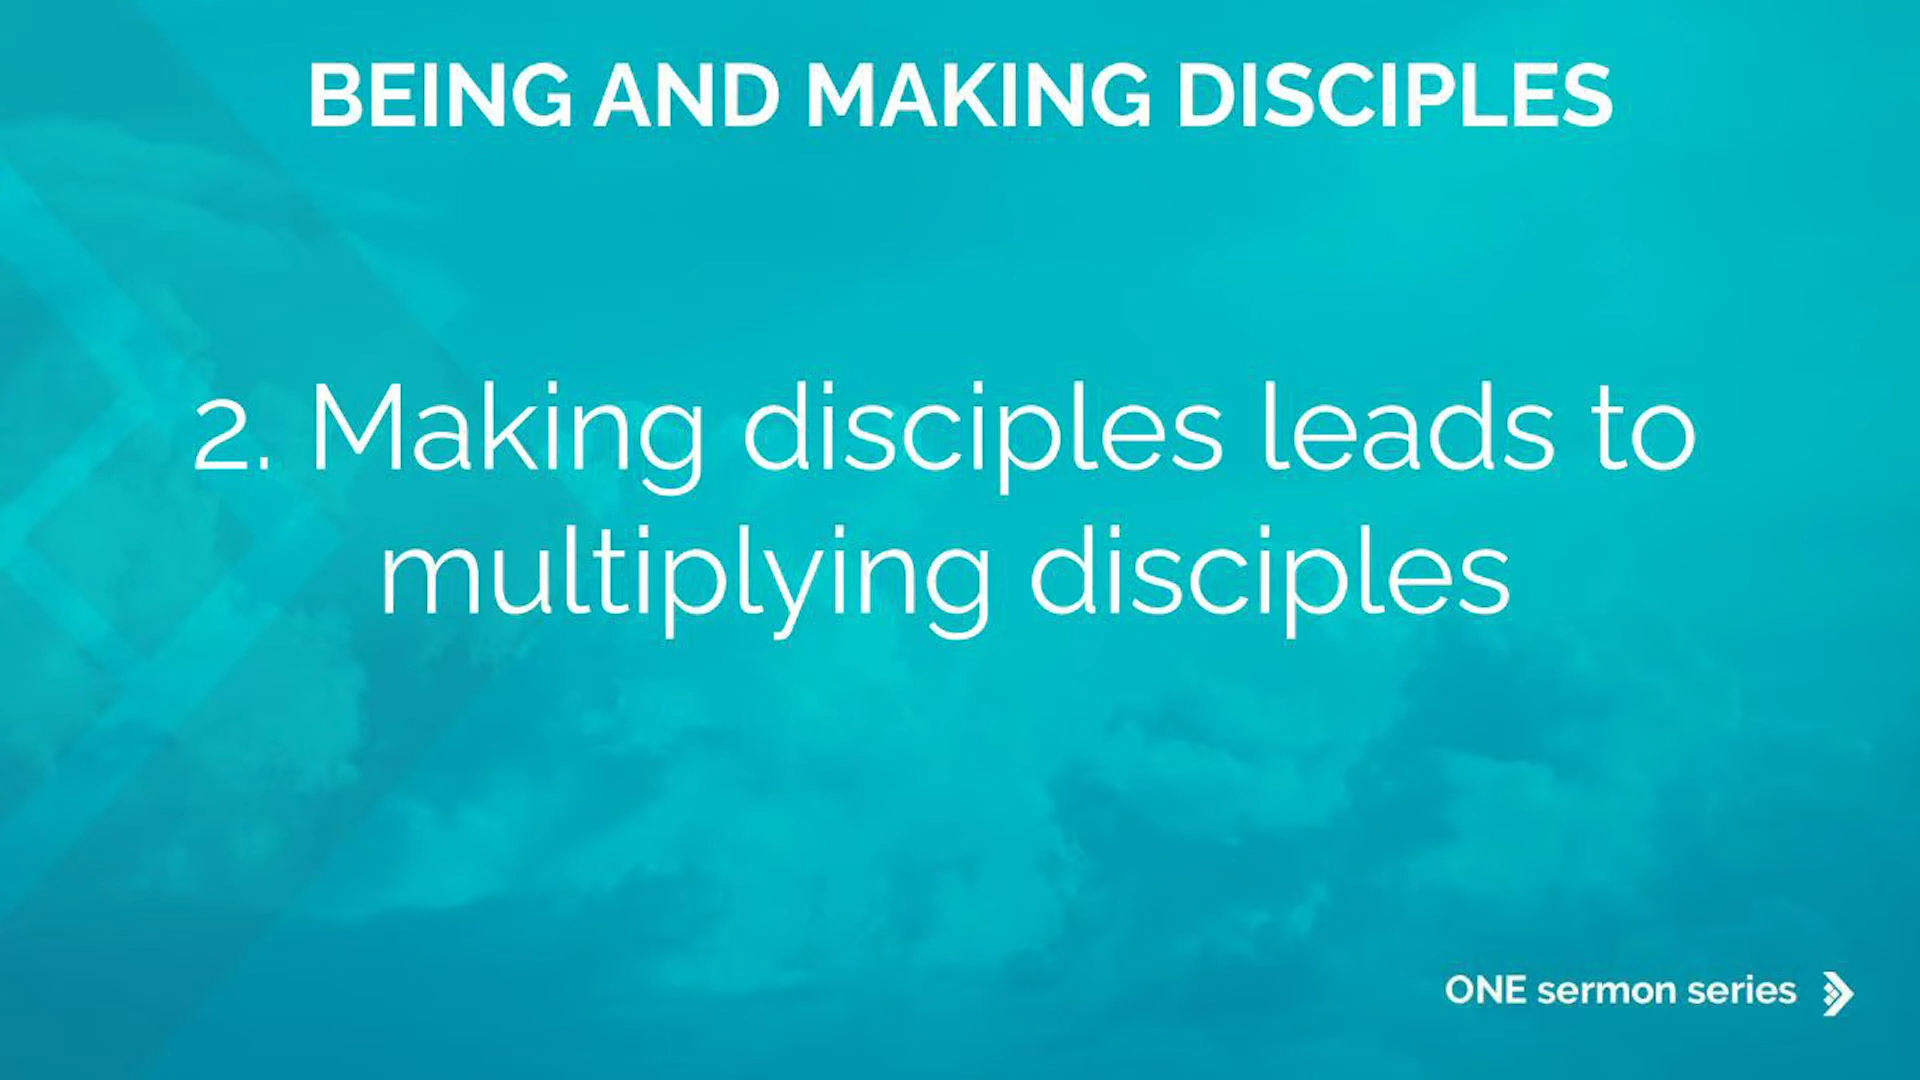 BEING AND MAKING DISCIPLES
2. Making disciples leads to
multiplying disciples
ONE sermon series